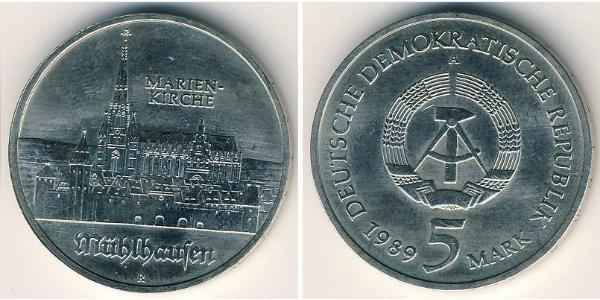 MARIEN-
KIRCHE
Mühlhausen
R
DEUTSCHE DEMOKRATISCHE REPUBLIK
A
1989 5 MARK